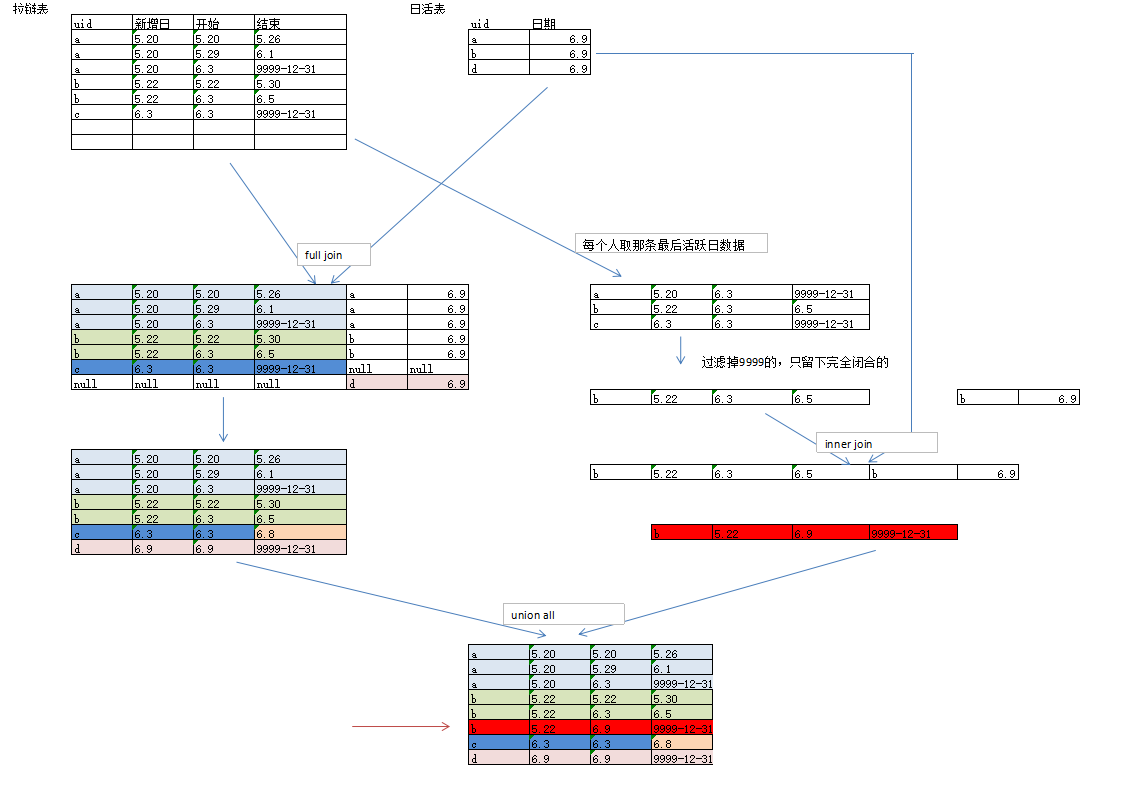 拉链表
日活表
uid 新增日 开始 结束
a 5.20 5.20 5.26
a 5.20 5.29 6.1
a 5.20 6.3 9999-12-31
b 5.22 5.22 5.30
b 5.22 6.3 6.5
c 6.3 6.3 9999-12-31
uid 日期
a 6.9
b 6.9
d 6.9
full join
每个人取那条最后活跃日数据
a 5.20 5.20 5.26 a 6.9
a 5.20 5.29 6.1 a 6.9
a 5.20 6.3 9999-12-31 a 6.9
b 5.22 5.22 5.30 b 6.9
b 5.22 6.3 6.5 b 6.9
c 6.3 6.3 9999-12-31 null null
null null null null d 6.9
a 5.20 6.3 9999-12-31
b 5.22 6.3 6.5
c 6.3 6.3 9999-12-31
过滤掉9999的，只留下完全闭合的
b 5.22 6.3 6.5
b 6.9
inner join
b 5.22 6.3 6.5 b 6.9
b 5.22 6.9 9999-12-31
a 5.20 5.20 5.26
a 5.20 5.29 6.1
a 5.20 6.3 9999-12-31
b 5.22 5.22 5.30
b 5.22 6.3 6.5
c 6.3 6.3 6.8
d 6.9 6.9 9999-12-31
union all
a 5.20 5.20 5.26
a 5.20 5.29 6.1
a 5.20 6.3 9999-12-31
b 5.22 5.22 5.30
b 5.22 6.3 6.5
b 5.22 6.9 9999-12-31
c 6.3 6.3 6.8
d 6.9 6.9 9999-12-31